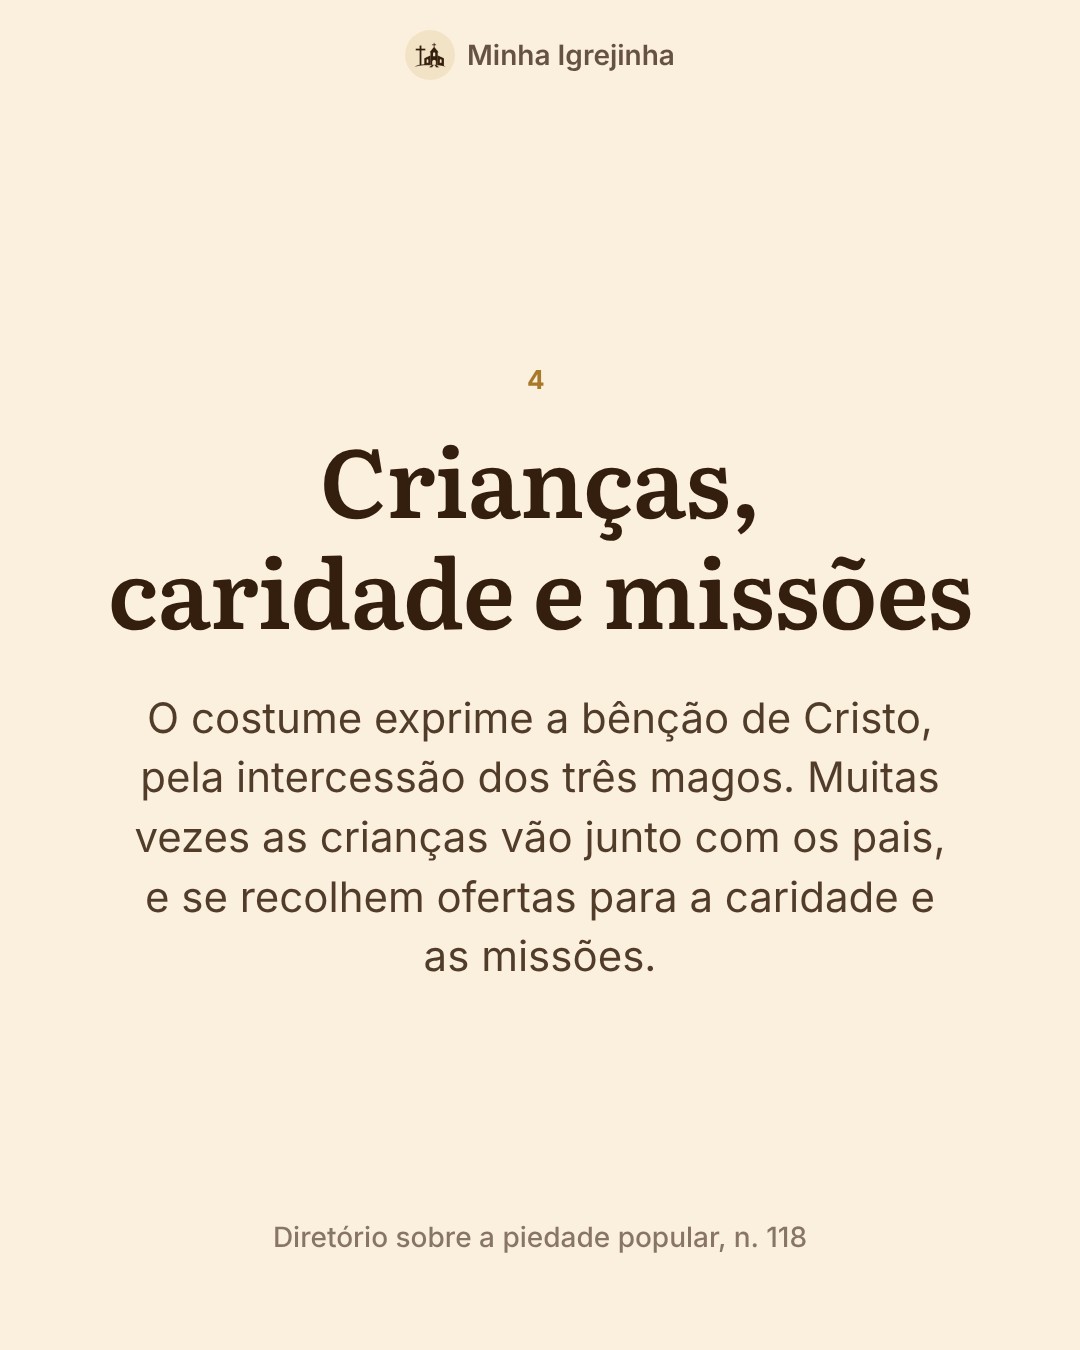 Minha Igrejinha
4
Crianças,
caridade e missões
O costume exprime a bênção de Cristo,
pela intercessão dos três magos. Muitas
vezes as crianças vão junto com os pais,
e se recolhem ofertas para a caridade e
as missões.
Diretório sobre a piedade popular, n. 118